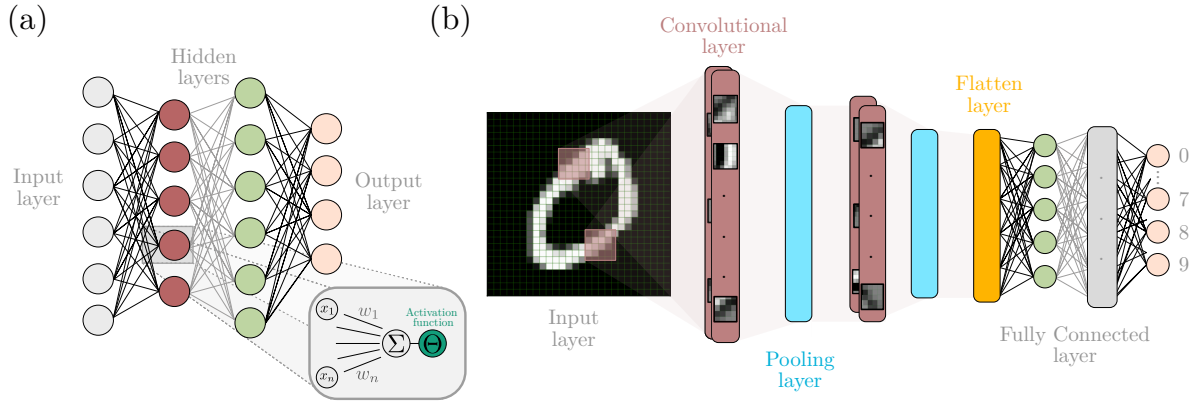 (a)
Hidden
layers
Input
layer
Output
layer
x1
w1
Activation
function
Σ
Θ
xn
wn
(b)
Convolutional
layer
Input
layer
Pooling
layer
Flatten
layer
0
7
8
9
Fully Connected
layer